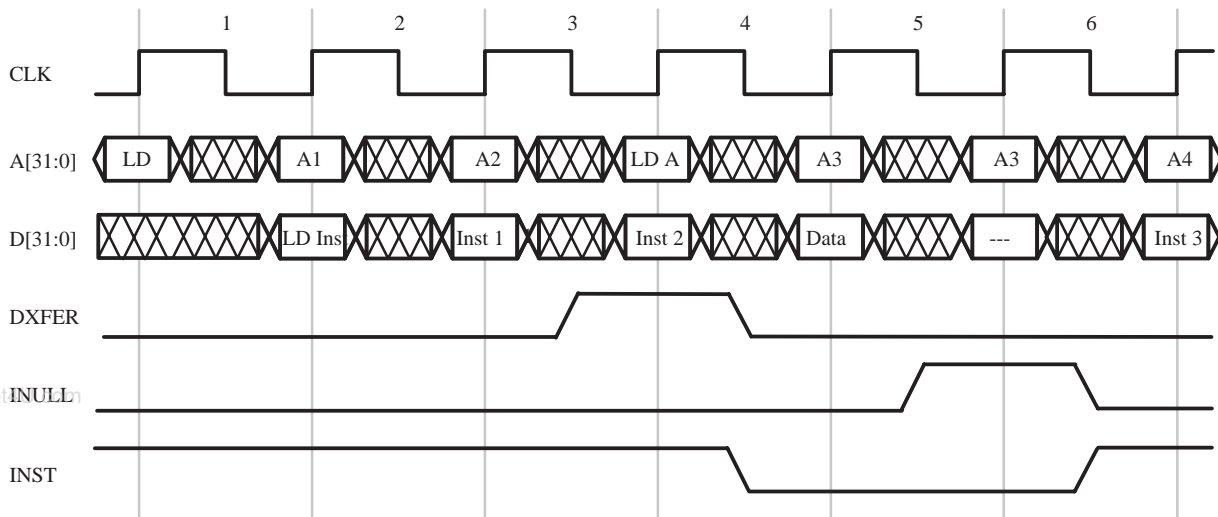 1 2 3 4 5 6
CLK
A[31:0] LD A1 A2 LD A A3 A3 A4
D[31:0] LD Ins Inst 1 Inst 2 Data --- Inst 3
DXFER
INULL
INST